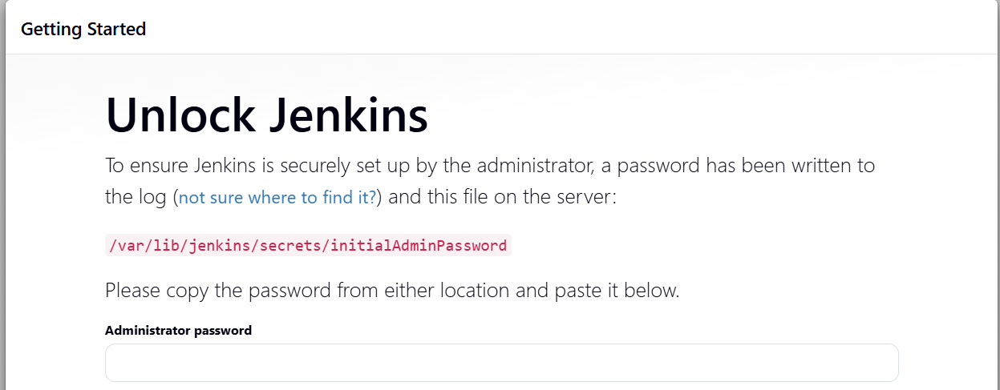 Getting Started
Unlock Jenkins
To ensure Jenkins is securely set up by the administrator, a password has been written to
the log (not sure where to find it?) and this file on the server:
/var/lib/jenkins/secrets/initialAdminPassword
Please copy the password from either location and paste it below.
Administrator password